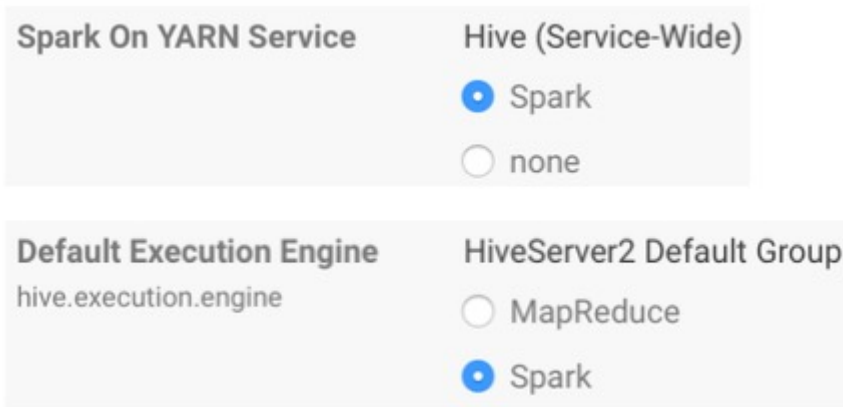 Spark On YARN Service
Hive (Service-Wide)
Spark
none
Default Execution Engine
hive.execution.engine
HiveServer2 Default Group
MapReduce
Spark